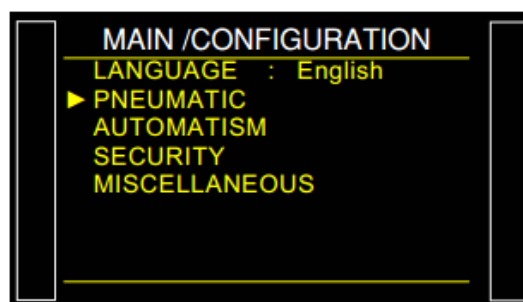 MAIN /CONFIGURATION
LANGUAGE : English
PNEUMATIC
AUTOMATISM
SECURITY
MISCELLANEOUS